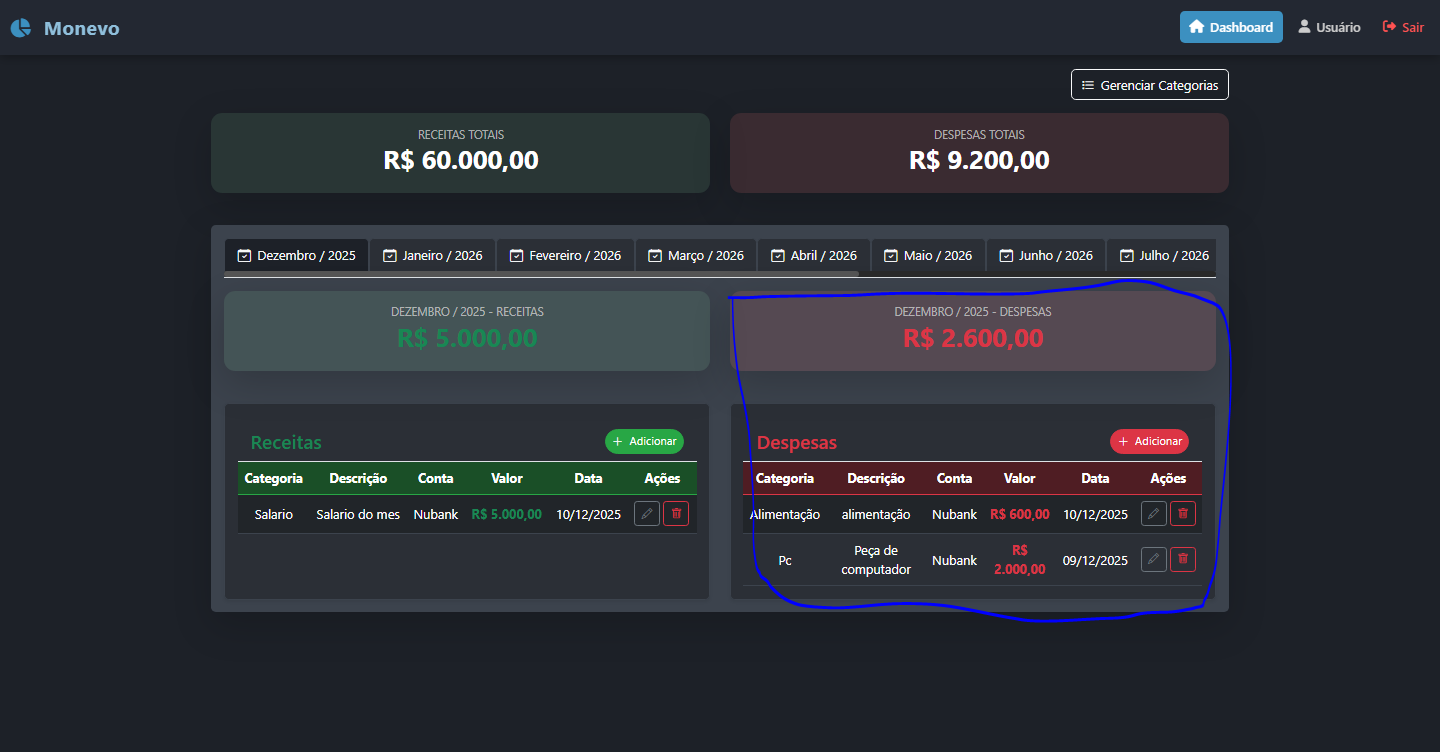 Monevo
Dashboard
Usuário
Sair
Gerenciar Categorias
RECEITAS TOTAIS
R$ 60.000,00
DESPESAS TOTAIS
R$ 9.200,00
Dezembro / 2025
Janeiro / 2026
Fevereiro / 2026
Março / 2026
Abril / 2026
Maio / 2026
Junho / 2026
Julho / 2026
DEZEMBRO / 2025 - RECEITAS
R$ 5.000,00
DEZEMBRO / 2025 - DESPESAS
R$ 2.600,00
Receitas
+ Adicionar
Categoria Descrição Conta Valor Data Ações
Salario Salario do mes Nubank R$ 5.000,00 10/12/2025
Despesas
+ Adicionar
Categoria Descrição Conta Valor Data Ações
Alimentação alimentação Nubank R$ 600,00 10/12/2025
Pc Peça de computador Nubank R$ 2.000,00 09/12/2025